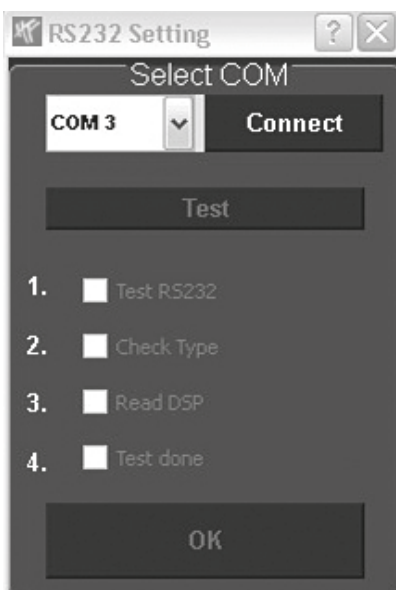 RS232 Setting
Select COM
COM 3 Connect
Test
1. Test RS232
2. Check Type
3. Read DSP
4. Test done
OK